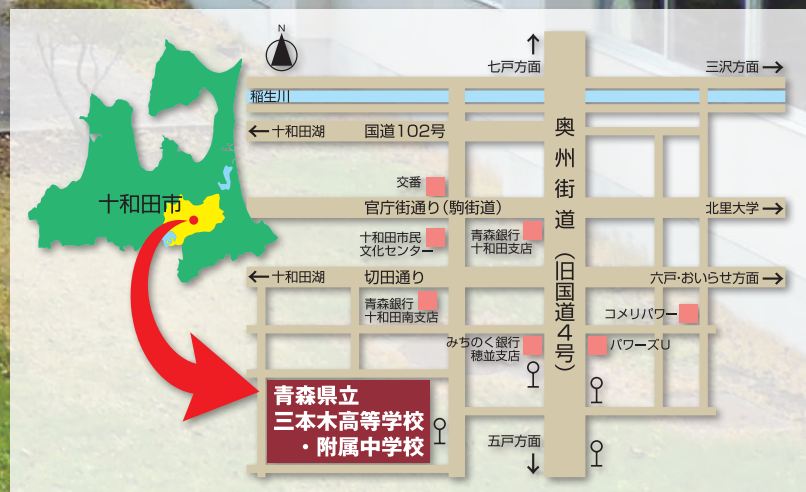 N
七戸方面
三沢方面
稲生川
十和田湖
国道102号
奥州街道（旧国道4号）
交番
十和田市
官庁街通り（駒街道）
北里大学
十和田市民
文化センター
青森銀行
十和田支店
十和田湖
切田通り
六戸・おいらせ方面
青森銀行
十和田南支店
コメリパワー
みちのく銀行
穂並支店
パワーズU
青森県立
三本木高等学校
・附属中学校
五戸方面